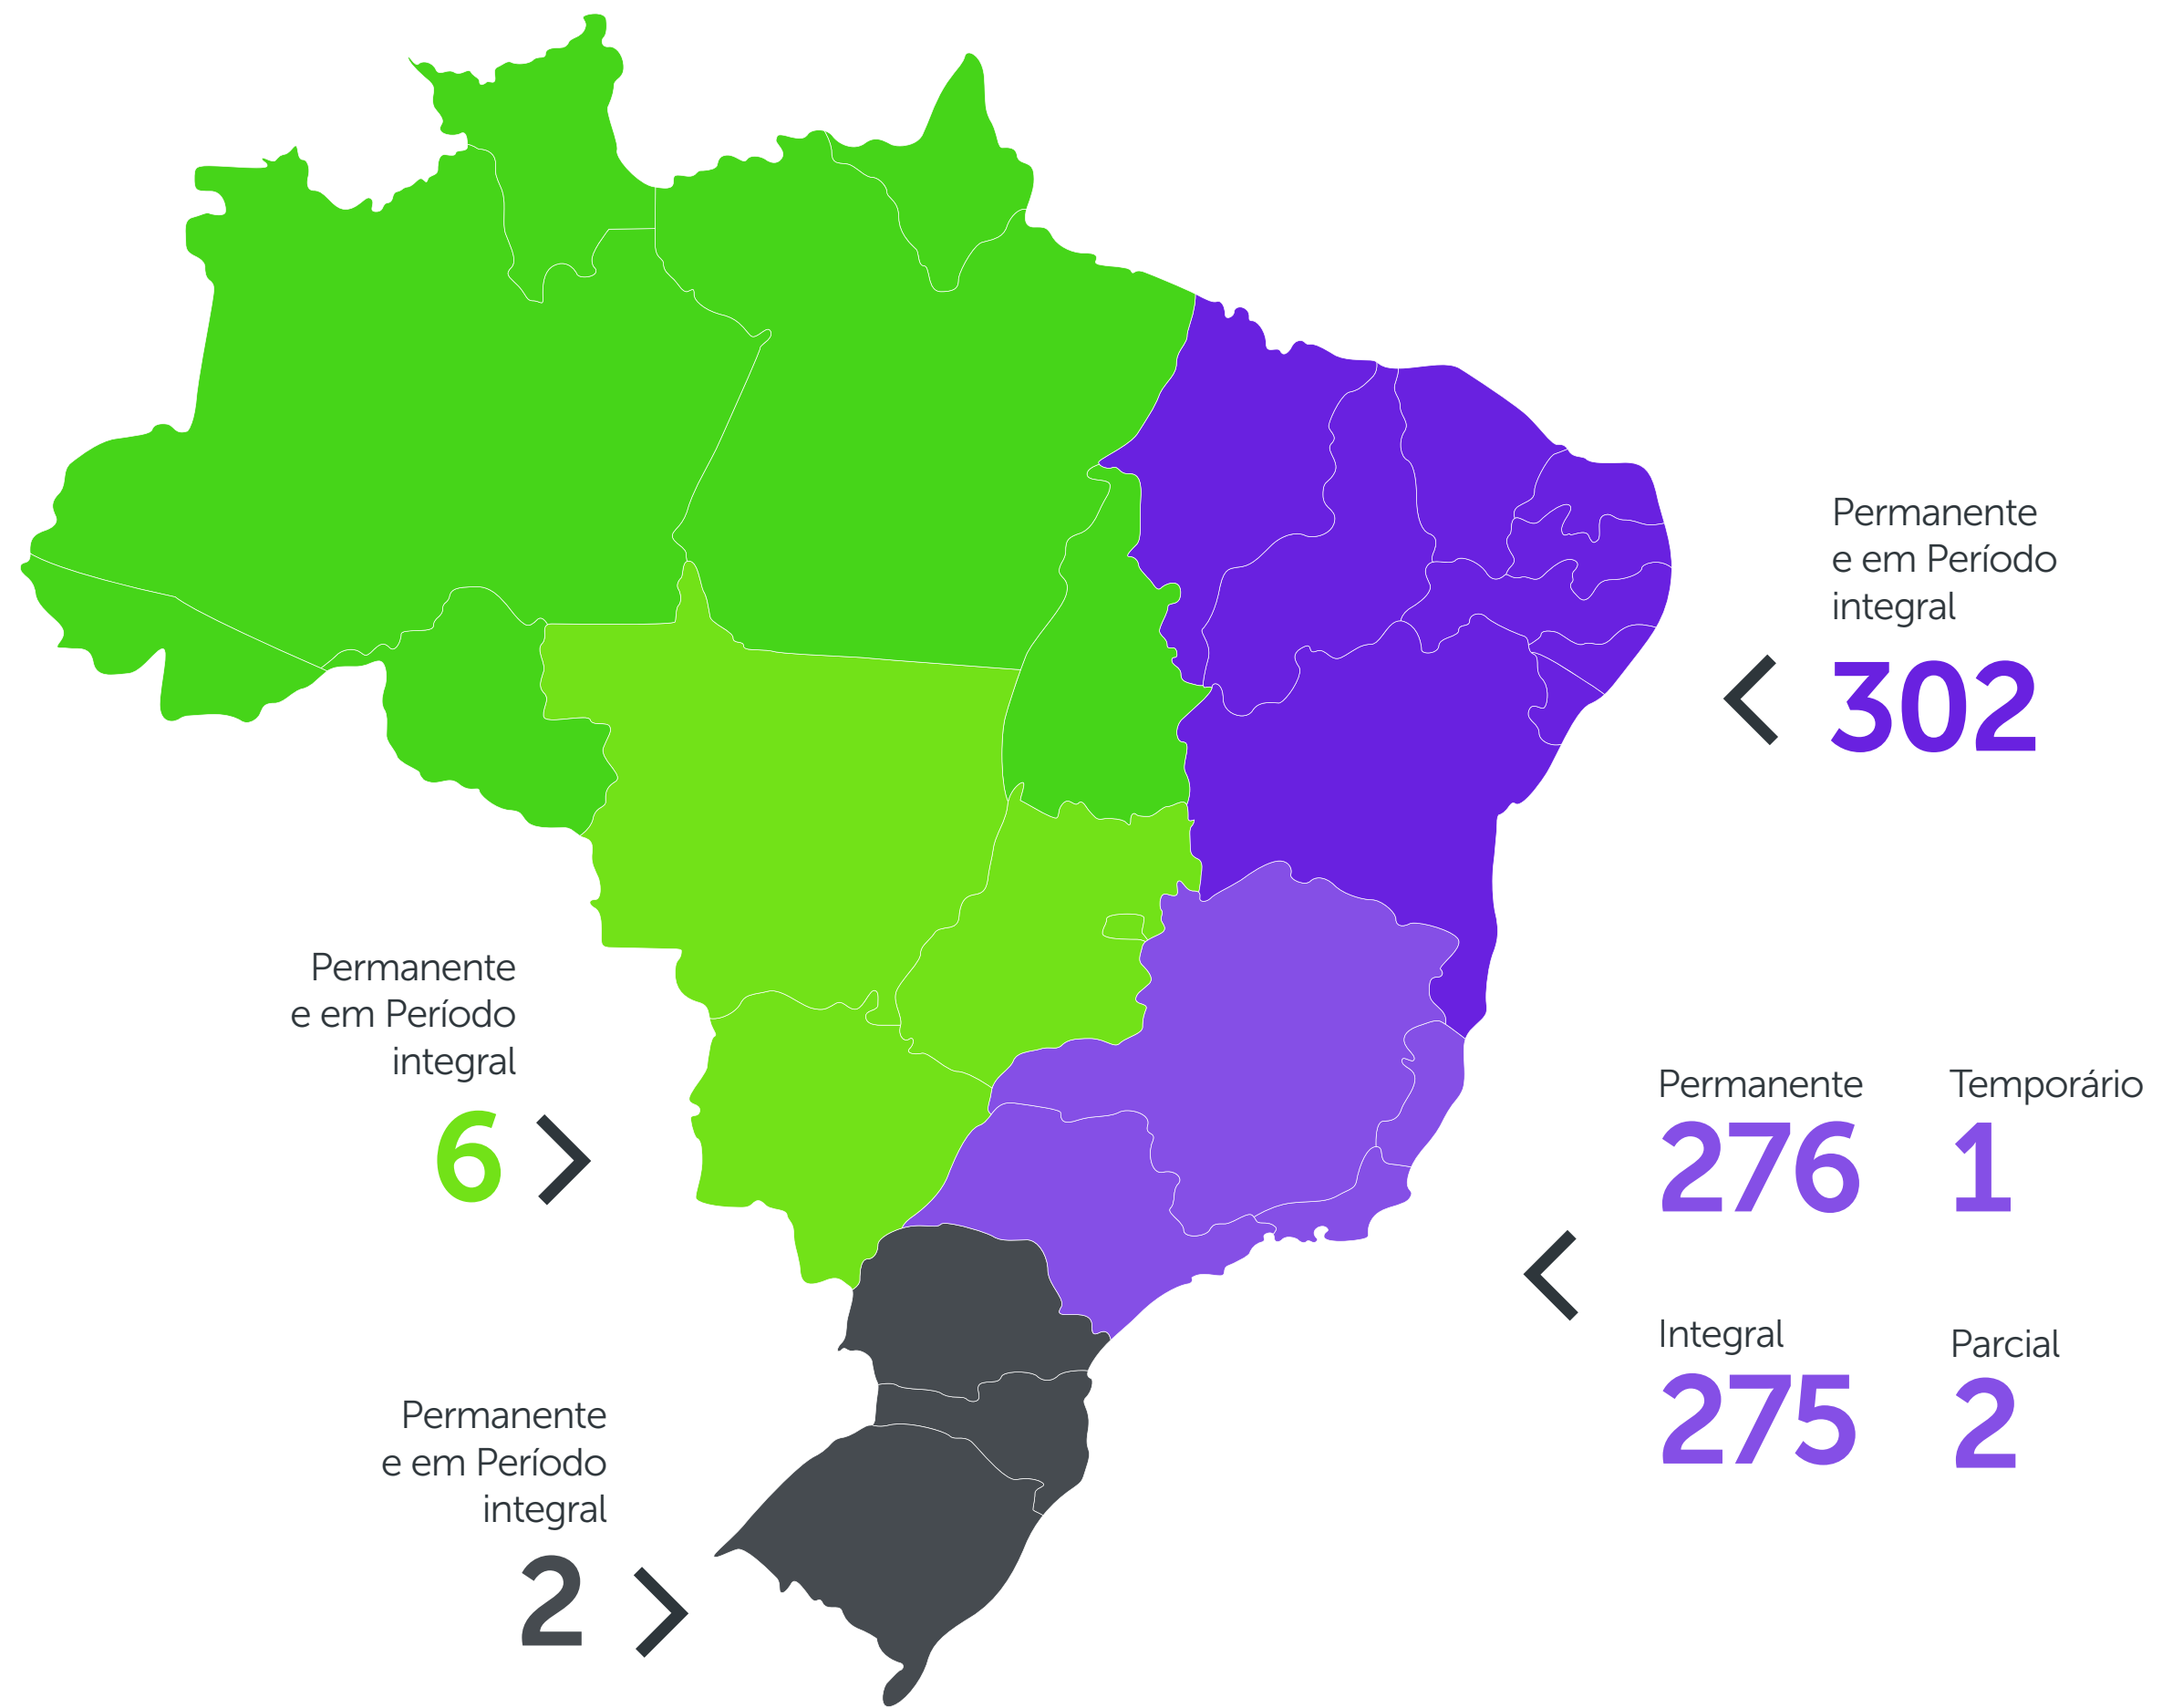 Permanente
e em Período
integral
302
Permanente
e em Período
integral
6
Permanente
276
Temporário
1
Integral
275
Parcial
2
Permanente
e em Período
integral
2